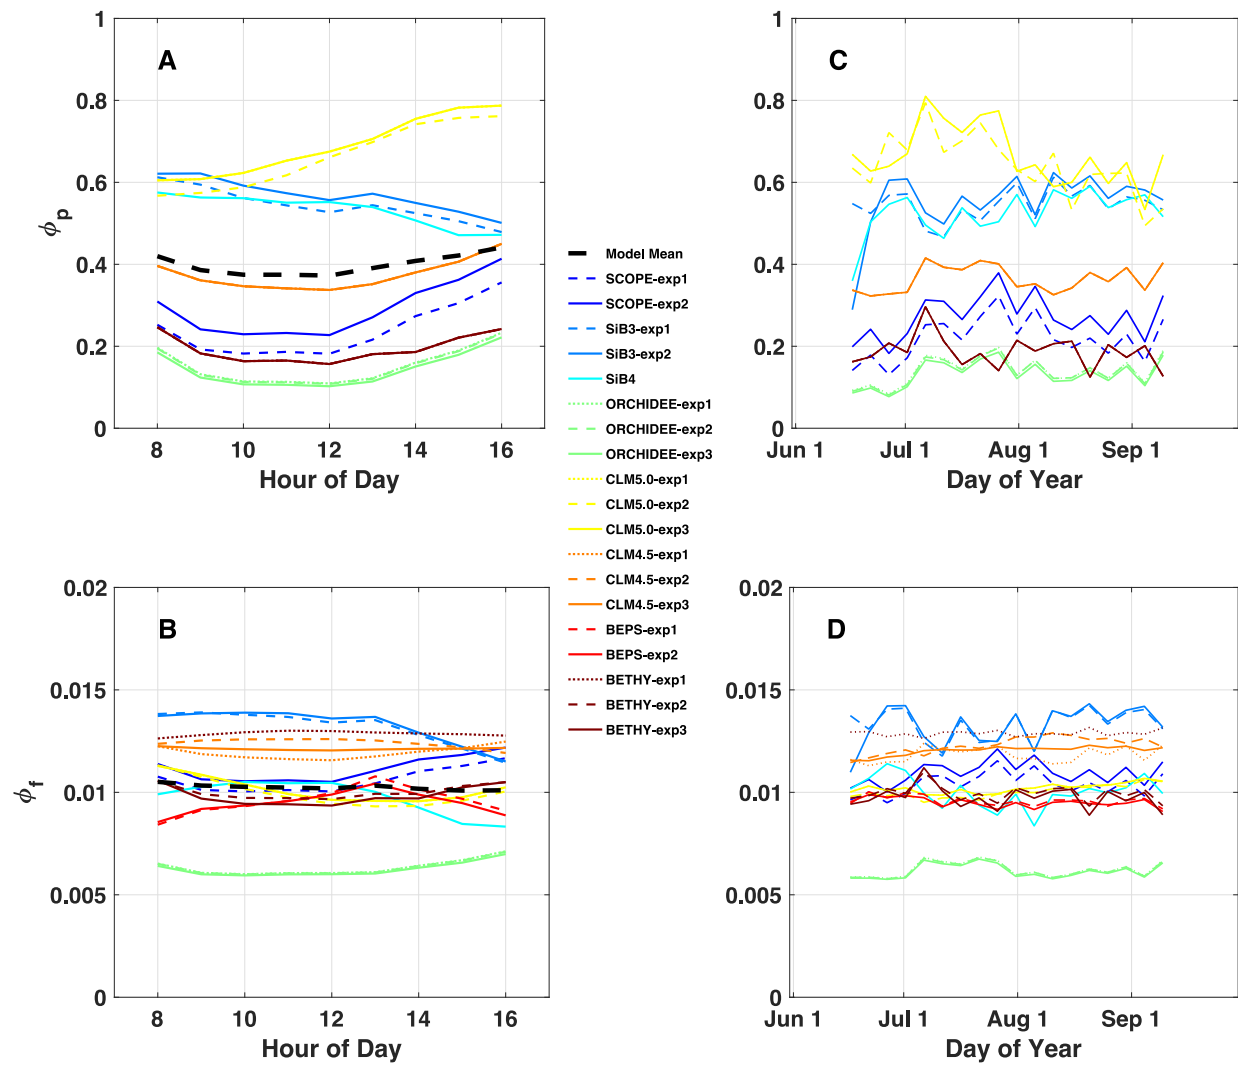 A
1
0.8
0.6
0.4
0.2
0
ϕp
8
10
12
14
16
Hour of Day
C
1
0.8
0.6
0.4
0.2
0
Jun 1
Jul 1
Aug 1
Sep 1
Day of Year
Model Mean
SCOPE-exp1
SCOPE-exp2
SiB3-exp1
SiB3-exp2
SiB4
ORCHIDEE-exp1
ORCHIDEE-exp2
ORCHIDEE-exp3
CLM5.0-exp1
CLM5.0-exp2
CLM5.0-exp3
CLM4.5-exp1
CLM4.5-exp2
CLM4.5-exp3
BEPS-exp1
BEPS-exp2
BETHY-exp1
BETHY-exp2
BETHY-exp3
B
0.02
0.015
0.01
0.005
0
ϕf
8
10
12
14
16
Hour of Day
D
0.02
0.015
0.01
0.005
0
Jun 1
Jul 1
Aug 1
Sep 1
Day of Year